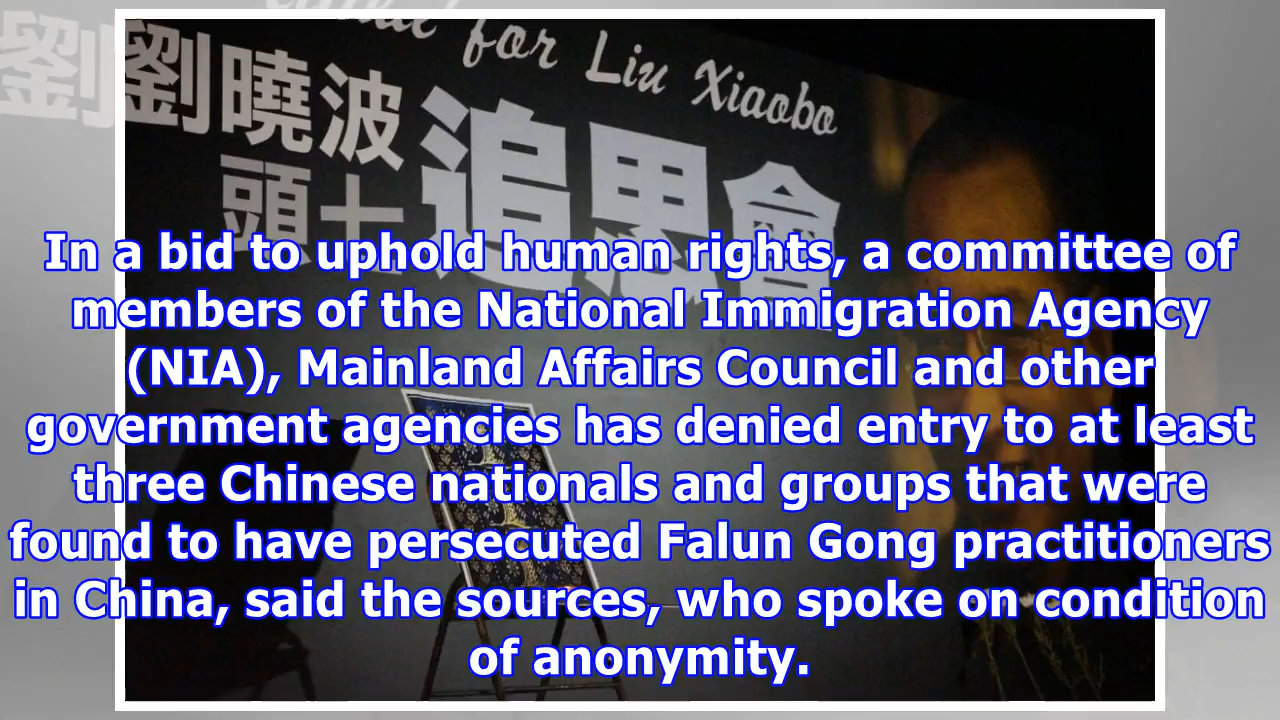 for Liu Xiaobo
劉曉波
追思會
In a bid to uphold human rights, a committee of
members of the National Immigration Agency
(NIA), Mainland Affairs Council and other
government agencies has denied entry to at least
three Chinese nationals and groups that were
found to have persecuted Falun Gong practitioners
in China, said the sources, who spoke on condition
of anonymity.